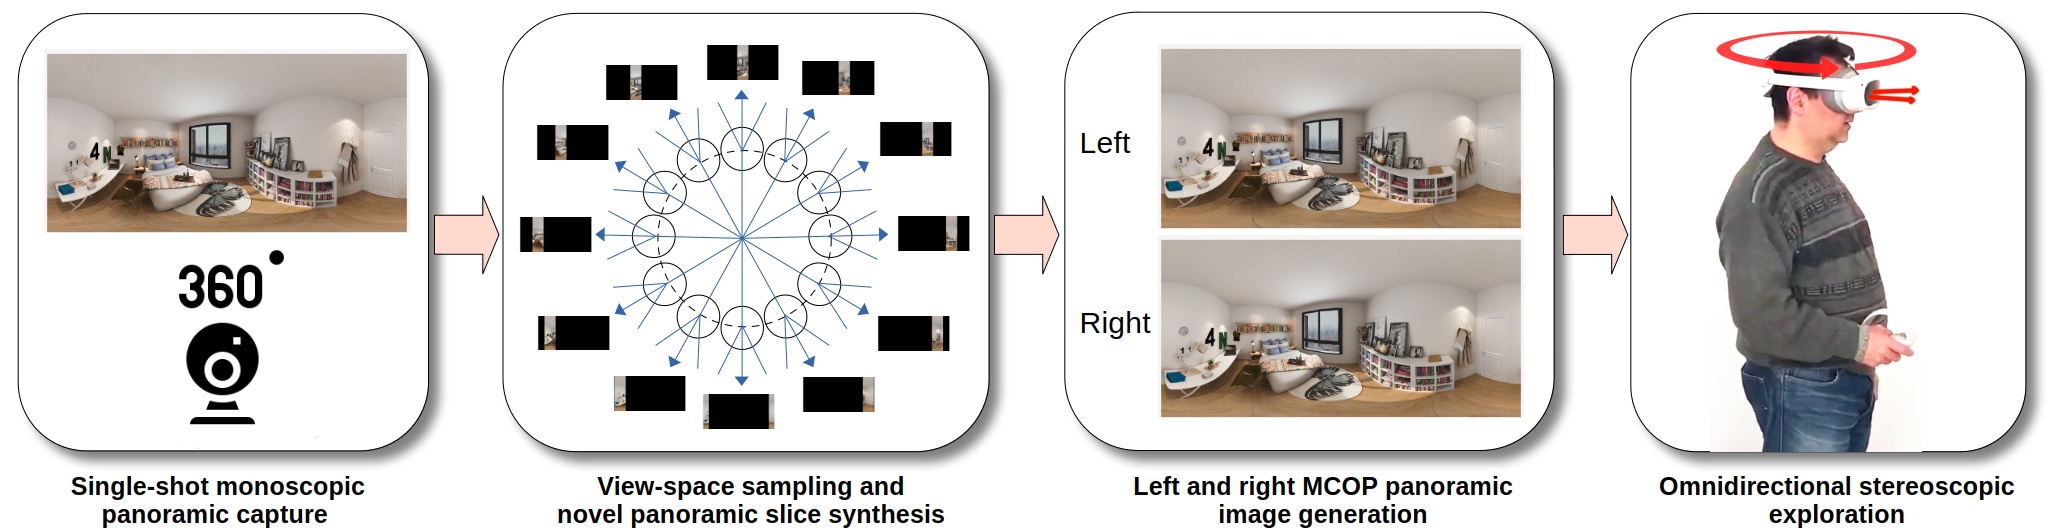 360°
Single-shot monoscopic
panoramic capture
View-space sampling and
novel panoramic slice synthesis
Left
Right
Left and right MCOP panoramic
image generation
Omnidirectional stereoscopic
exploration